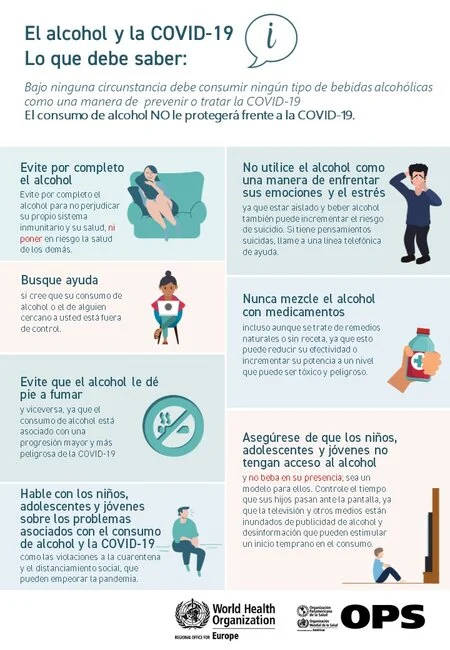 El alcohol y la COVID-19
Lo que debe saber:
i
Bajo ninguna circunstancia debe consumir ningún tipo de bebidas alcohólicas
como una manera de prevenir o tratar la COVID-19
El consumo de alcohol NO le protegerá frente a la COVID-19.
Evite por completo
el alcohol
Evite por completo el
alcohol para no perjudicar
su propio sistema
inmunitario y su salud, ni
poner en riesgo la salud
de los demás.
Busque ayuda
si cree que su consumo de
alcohol o el de alguien
cercano a usted está fuera
de control.
Evite que el alcohol le dé
pie a fumar
y viceversa, ya que el
consumo de alcohol está
asociado con una
progresión mayor y más
peligrosa de la COVID-19
Hable con los niños,
adolescentes y jóvenes
sobre los problemas
asociados con el consumo
de alcohol y la COVID-19
como las violaciones a la cuarentena
y el distanciamiento social, que
pueden empeorar la pandemia.
No utilice el alcohol como
una manera de enfrentar
sus emociones y el estrés
ya que estar aislado y beber alcohol
también puede incrementar el riesgo
de suicidio. Si tiene pensamientos
suicidas, llame a una línea telefónica
de ayuda.
Nunca mezcle el alcohol
con medicamentos
incluso aunque se trate de remedios
naturales o sin receta, ya que esto
puede reducir su efectividad o
incrementar su potencia a un nivel
que puede ser tóxico y peligroso.
Asegúrese de que los niños,
adolescentes y jóvenes no
tengan acceso al alcohol
y no beba en su presencia; sea un
modelo para ellos. Controle el tiempo
que sus hijos pasan ante la pantalla, ya
que la televisión y otros medios están
inundados de publicidad de alcohol y
desinformación que pueden estimular
un inicio temprano en el consumo.
World Health
Organization
REGIONAL OFFICE FOR Europe
Organización
Panamericana
de la Salud
Organización
Mundial de la Salud
OPS